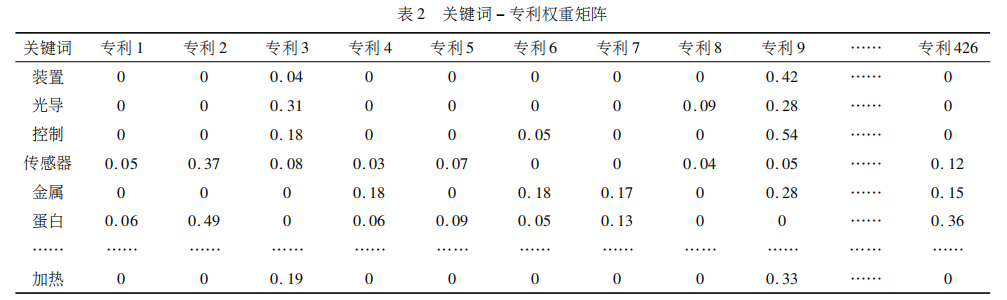 表 2 关键词 – 专利权重矩阵
关键词 专利 1 专利 2 专利 3 专利 4 专利 5 专利 6 专利 7 专利 8 专利 9 …… 专利 426
装置 0 0 0.04 0 0 0 0 0 0.42 …… 0
光导 0 0 0.31 0 0 0 0 0.09 0.28 …… 0
控制 0 0 0.18 0 0 0.05 0 0 0.54 …… 0
传感器 0.05 0.37 0.08 0.03 0.07 0 0 0.04 0.05 …… 0.12
金属 0 0 0 0.18 0 0.18 0.17 0 0.28 …… 0.15
蛋白 0.06 0.49 0 0.06 0.09 0.05 0.13 0 0 …… 0.36
…… …… …… …… …… …… …… …… …… …… …… ……
加热 0 0 0.19 0 0 0 0 0 0.33 …… 0